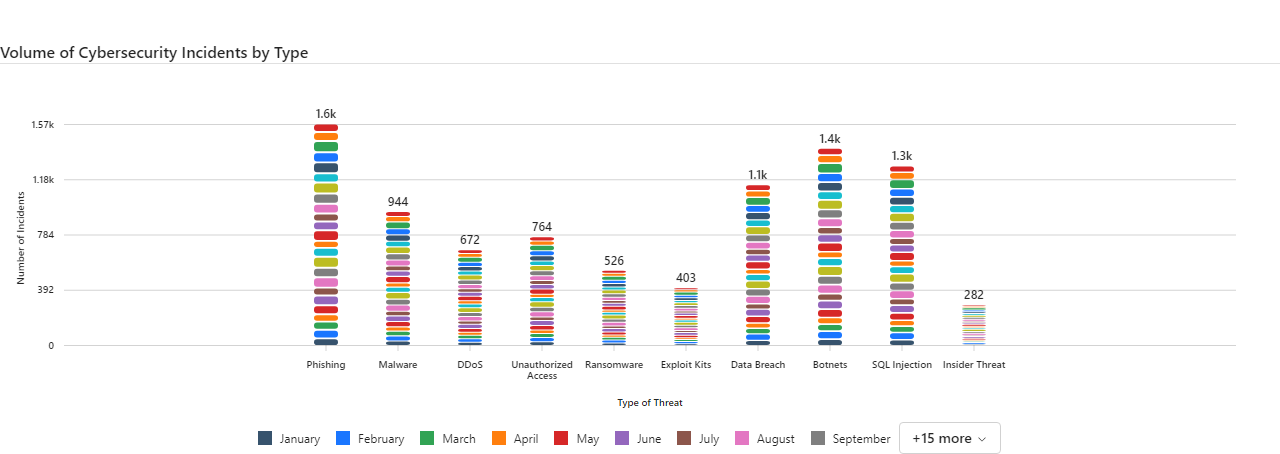 Volume of Cybersecurity Incidents by Type
1.57k
1.18k
784
392
0
Number of Incidents
1.6k
944
672
764
526
403
1.1k
1.4k
1.3k
282
Phishing
Malware
DDoS
Unauthorized
Access
Ransomware
Exploit Kits
Data Breach
Botnets
SQL Injection
Insider Threat
Type of Threat
January
February
March
April
May
June
July
August
September
+15 more